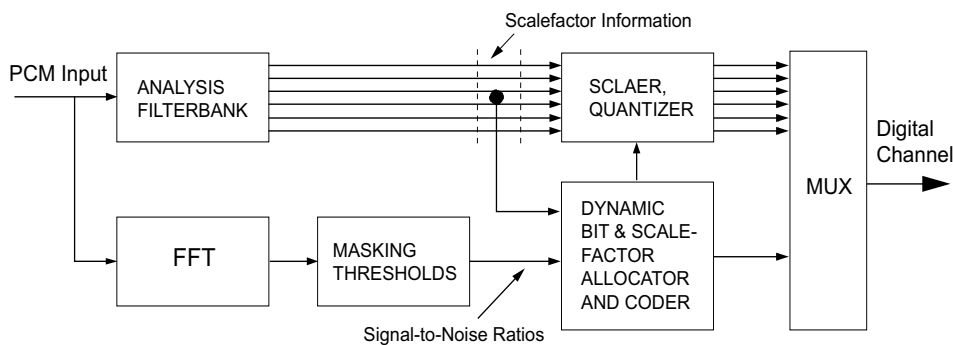 Scalefactor Information
PCM Input
ANALYSIS
FILTERBANK
SCLAER,
QUANTIZER
MUX
Digital
Channel
FFT
MASKING
THRESHOLDS
DYNAMIC
BIT & SCALE-
FACTOR
ALLOCATOR
AND CODER
Signal-to-Noise Ratios